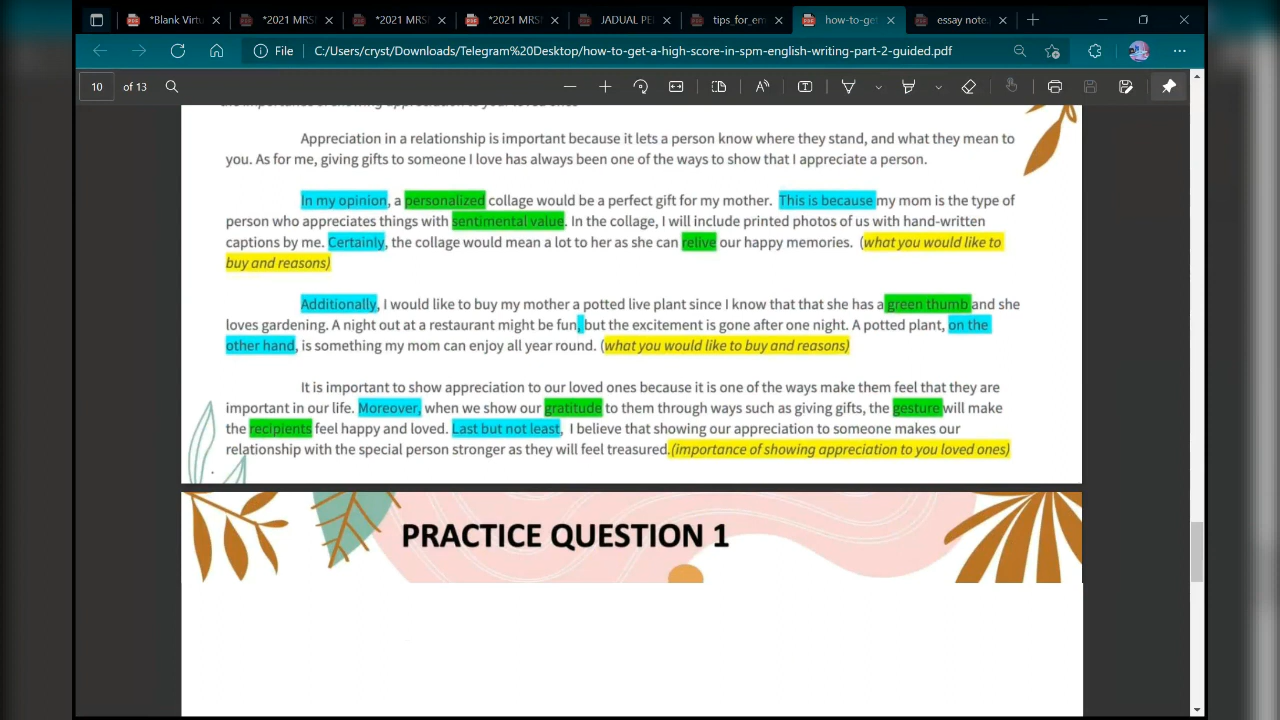 *Blank Virtu
*2021 MRS
*2021 MRS
*2021 MRS
JADUAL PE
tips_for_em
how-to-get
essay note.
File
C:/Users/cryst/Downloads/Telegram%20Desktop/how-to-get-a-high-score-in-spm-english-writing-part-2-guided.pdf
10 of 13
the importance of showing appreciation to your loved ones
Appreciation in a relationship is important because it lets a person know where they stand, and what they mean to
you. As for me, giving gifts to someone I love has always been one of the ways to show that I appreciate a person.
In my opinion, a personalized collage would be a perfect gift for my mother. This is because my mom is the type of
person who appreciates things with sentimental value. In the collage, I will include printed photos of us with hand-written
captions by me. Certainly, the collage would mean a lot to her as she can relive our happy memories. (what you would like to
buy and reasons)
Additionally, I would like to buy my mother a potted live plant since I know that that she has a green thumb and she
loves gardening. A night out at a restaurant might be fun, but the excitement is gone after one night. A potted plant, on the
other hand, is something my mom can enjoy all year round. (what you would like to buy and reasons)
It is important to show appreciation to our loved ones because it is one of the ways make them feel that they are
important in our life. Moreover, when we show our gratitude to them through ways such as giving gifts, the gesture will make
the recipients feel happy and loved. Last but not least, I believe that showing our appreciation to someone makes our
relationship with the special person stronger as they will feel treasured.(importance of showing appreciation to you loved ones)
PRACTICE QUESTION 1